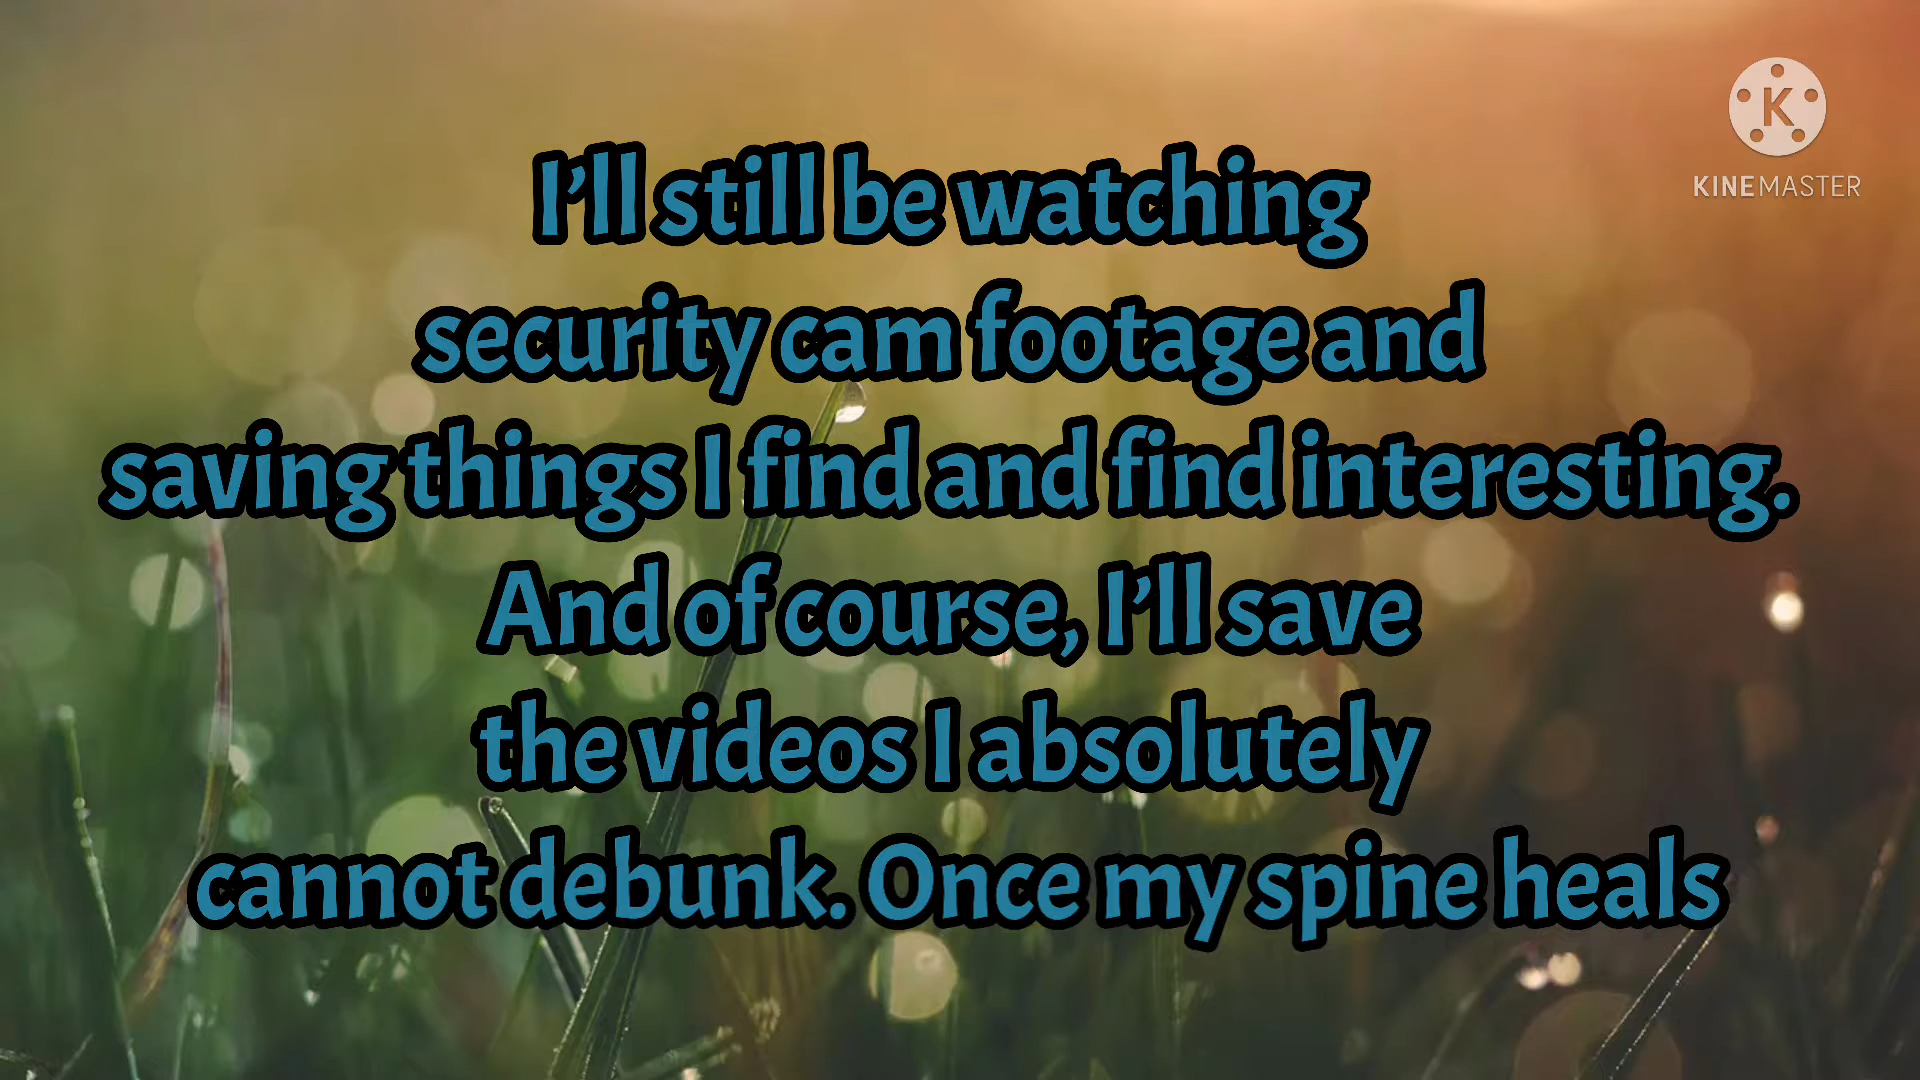 KINEMASTER
I'll still be watching
security cam footage and
saving things I find and find interesting.
And of course, I'll save
the videos I absolutely
cannot debunk. Once my spine heals